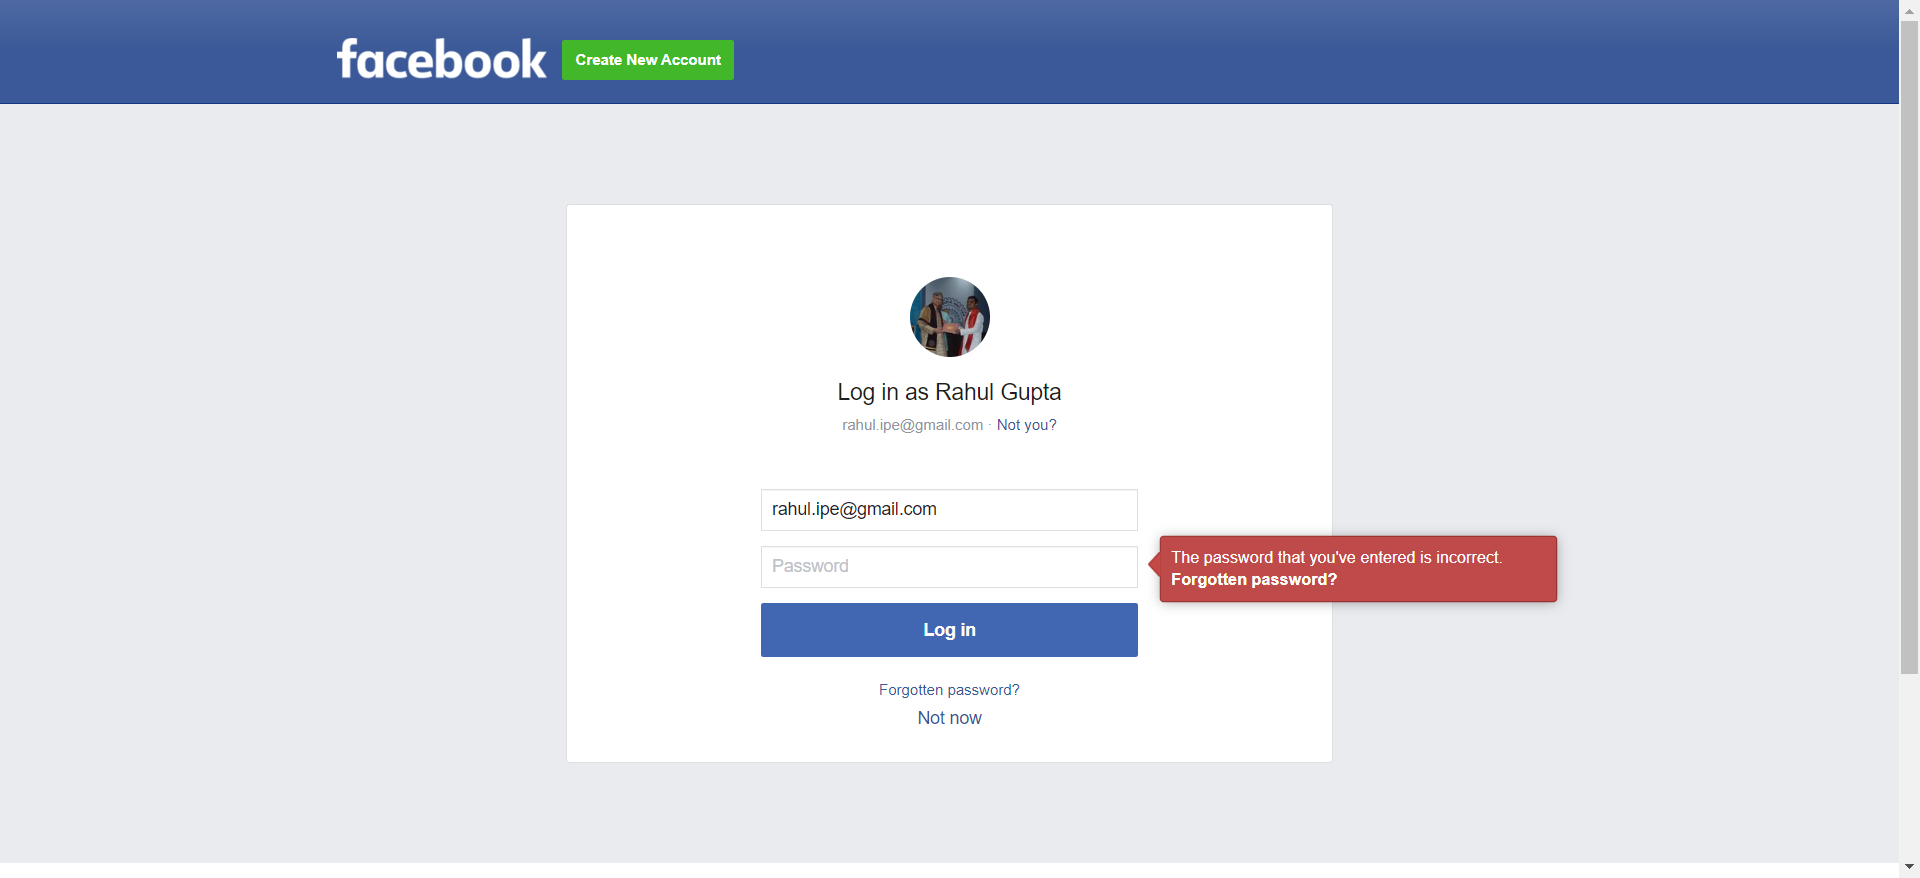 facebook
Create New Account
Log in as Rahul Gupta
rahul.ipe@gmail.com · Not you?
rahul.ipe@gmail.com
Password
The password that you've entered is incorrect.
Forgotten password?
Log in
Forgotten password?
Not now